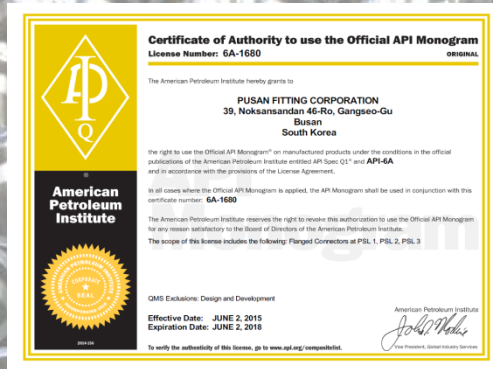 Certificate of Authority to use the Official API Monogram
License Number: 6A-1680
ORIGINAL
The American Petroleum Institute hereby grants to
PUSAN FITTING CORPORATION
39, Noksansandan 46-Ro, Gangseo-Gu
Busan
South Korea
the right to use the Official API Monogram® on manufactured products under the conditions in the official
publications of the American Petroleum Institute entitled API Spec Q1® and API-6A
and in accordance with the provisions of the License Agreement.
In all cases where the Official API Monogram is applied, the API Monogram shall be used in conjunction with this
certificate number: 6A-1680
The American Petroleum Institute reserves the right to revoke this authorization to use the Official API Monogram
for any reason satisfactory to the Board of Directors of the American Petroleum Institute.
The scope of this license includes the following: Flanged Connectors at PSL 1, PSL 2, PSL 3
QMS Exclusions: Design and Development
Effective Date: JUNE 2, 2015
Expiration Date: JUNE 2, 2018
To verify the authenticity of this license, go to www.api.org/compositelist.
American Petroleum Institute
Vice President, Global Industry Services
API
Q
American
Petroleum
Institute
AMERICAN PETROLEUM INSTITUTE
CORPORATE
SEAL
API
Monogram